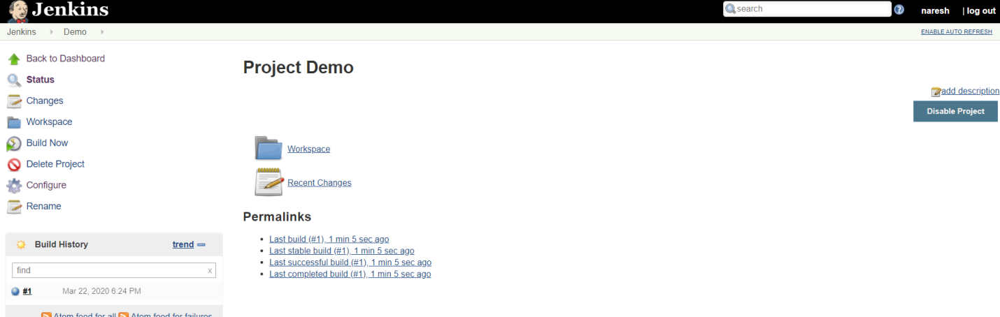 Jenkins
search
naresh | log out
Jenkins Demo
ENABLE AUTO REFRESH
Back to Dashboard
Status
Changes
Workspace
Build Now
Delete Project
Configure
Rename
Build History trend
find x
#1 Mar 22, 2020 6:24 PM
Atom feed for all Atom feed for failures
Project Demo
add description
Disable Project
Workspace
Recent Changes
Permalinks
Last build (#1), 1 min 5 sec ago
Last stable build (#1), 1 min 5 sec ago
Last successful build (#1), 1 min 5 sec ago
Last completed build (#1), 1 min 5 sec ago